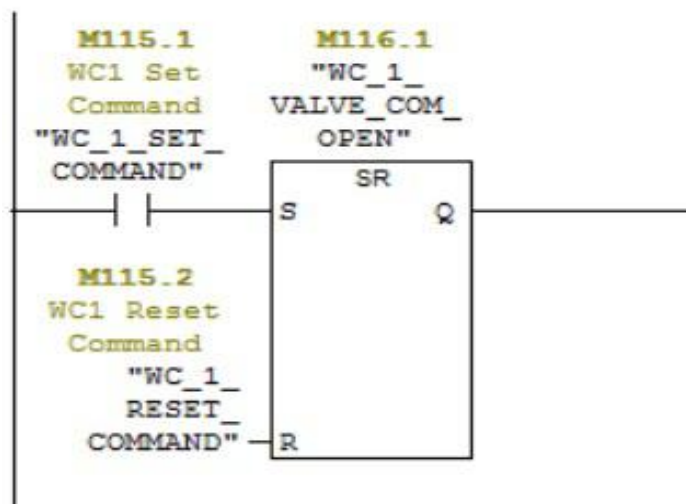 M115.1
WC1 Set
Command
"WC_1_SET_
COMMAND"
M116.1
"WC_1_
VALVE_COM_
OPEN"
SR
S
Q
M115.2
WC1 Reset
Command
"WC_1_
RESET_
COMMAND"
R